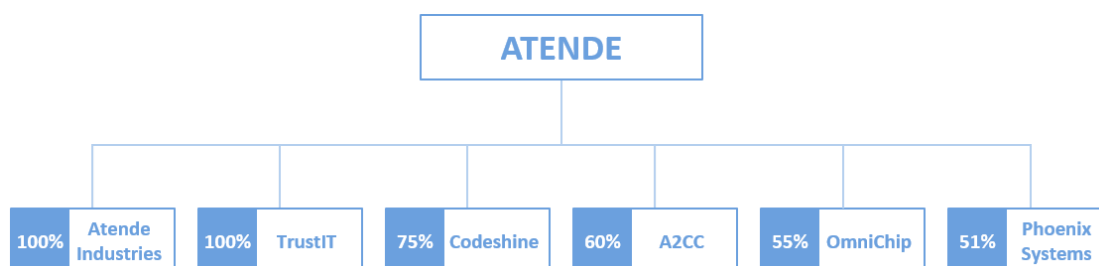 ATENDE
100%
Atende
Industries
100%
TrustIT
75%
Codeshine
60%
A2CC
55%
OmniChip
51%
Phoenix
Systems